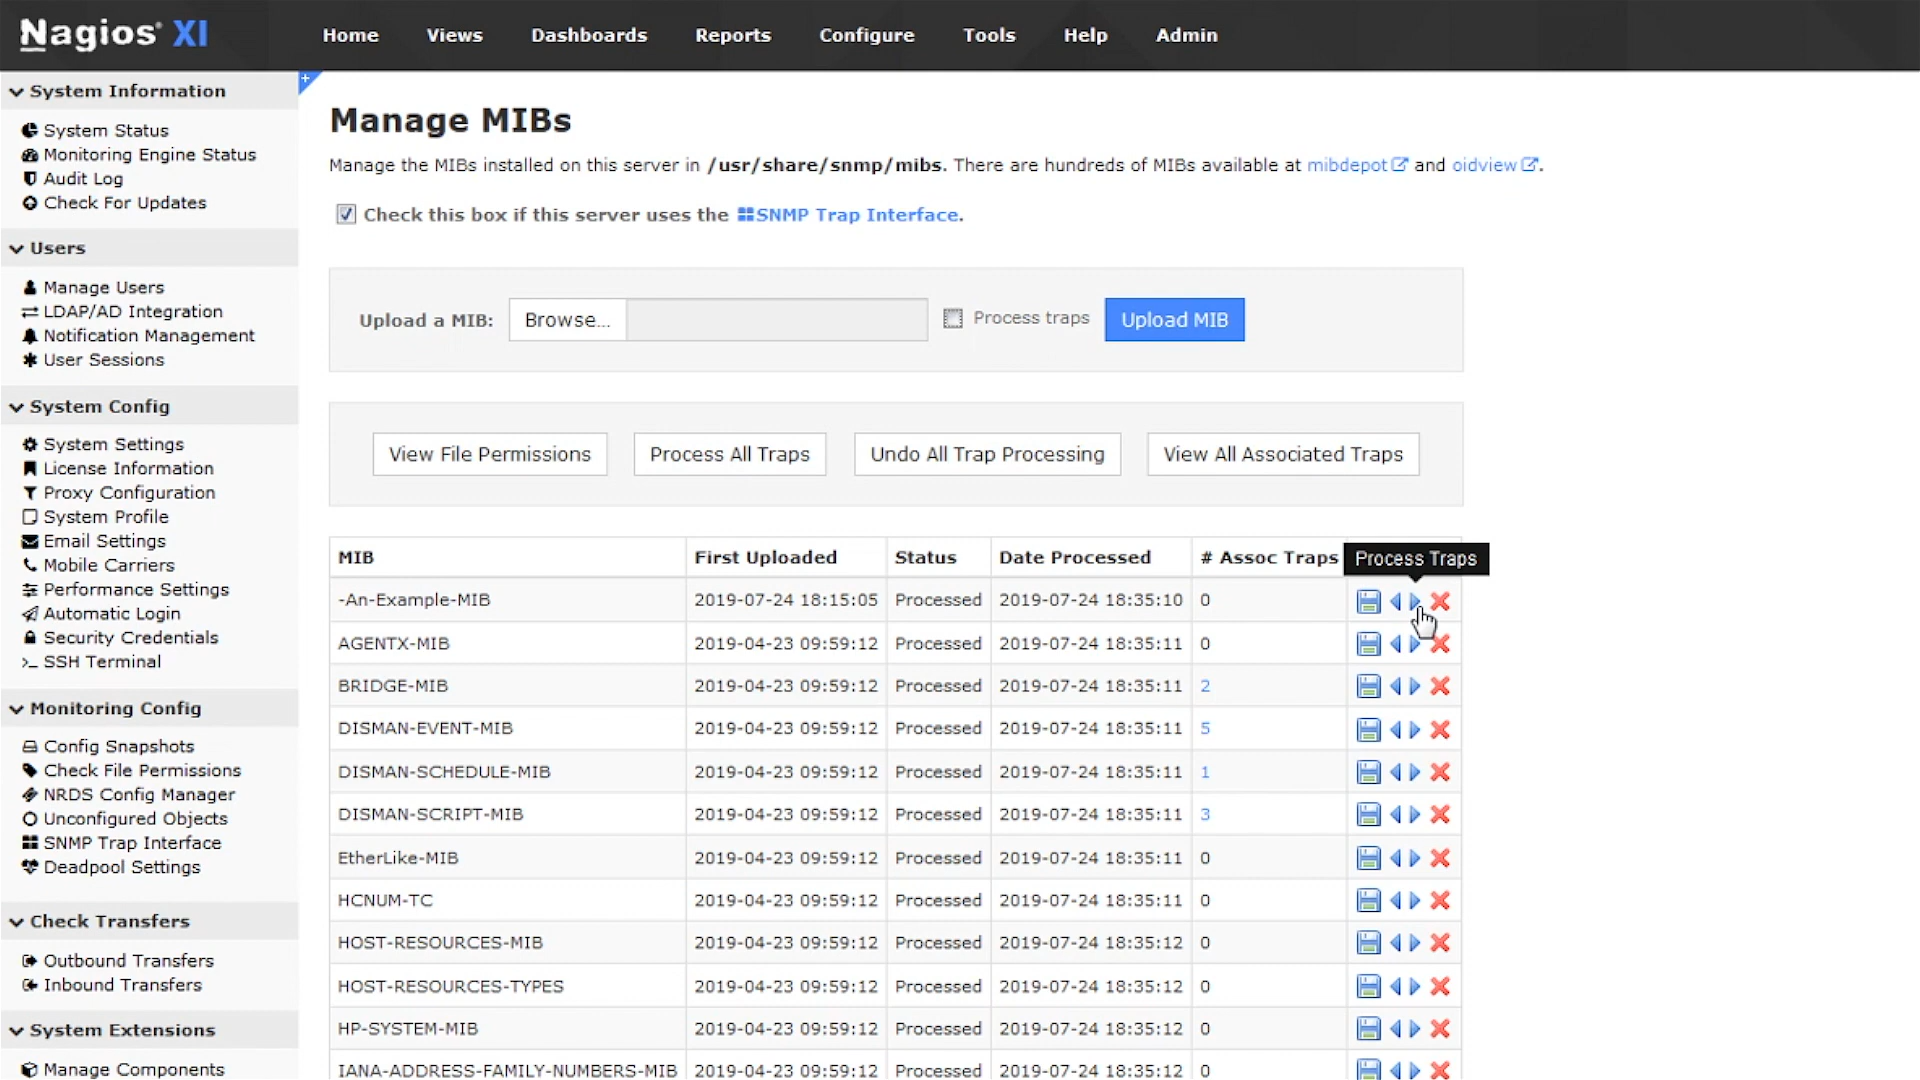 Nagios® XI
Home Views Dashboards Reports Configure Tools Help Admin
System Information
System Status
Monitoring Engine Status
Audit Log
Check For Updates
Users
Manage Users
LDAP/AD Integration
Notification Management
User Sessions
System Config
System Settings
License Information
Proxy Configuration
System Profile
Email Settings
Mobile Carriers
Performance Settings
Automatic Login
Security Credentials
SSH Terminal
Monitoring Config
Config Snapshots
Check File Permissions
NRDS Config Manager
Unconfigured Objects
SNMP Trap Interface
Deadpool Settings
Check Transfers
Outbound Transfers
Inbound Transfers
System Extensions
Manage Components
Manage MIBs
Manage the MIBs installed on this server in /usr/share/snmp/mibs. There are hundreds of MIBs available at mibdepot and oidview.
Check this box if this server uses the SNMP Trap Interface.
Upload a MIB: Browse... Process traps Upload MIB
View File Permissions Process All Traps Undo All Trap Processing View All Associated Traps
MIB First Uploaded Status Date Processed # Assoc Traps Process Traps
-An-Example-MIB 2019-07-24 18:15:05 Processed 2019-07-24 18:35:10 0
AGENTX-MIB 2019-04-23 09:59:12 Processed 2019-07-24 18:35:11 0
BRIDGE-MIB 2019-04-23 09:59:12 Processed 2019-07-24 18:35:11 2
DISMAN-EVENT-MIB 2019-04-23 09:59:12 Processed 2019-07-24 18:35:11 5
DISMAN-SCHEDULE-MIB 2019-04-23 09:59:12 Processed 2019-07-24 18:35:11 1
DISMAN-SCRIPT-MIB 2019-04-23 09:59:12 Processed 2019-07-24 18:35:11 3
EtherLike-MIB 2019-04-23 09:59:12 Processed 2019-07-24 18:35:11 0
HCNUM-TC 2019-04-23 09:59:12 Processed 2019-07-24 18:35:11 0
HOST-RESOURCES-MIB 2019-04-23 09:59:12 Processed 2019-07-24 18:35:12 0
HOST-RESOURCES-TYPES 2019-04-23 09:59:12 Processed 2019-07-24 18:35:12 0
HP-SYSTEM-MIB 2019-04-23 09:59:12 Processed 2019-07-24 18:35:12 0
IANA-ADDRESS-FAMILY-NUMBERS-MIB 2019-04-23 09:59:12 Processed 2019-07-24 18:35:12 0